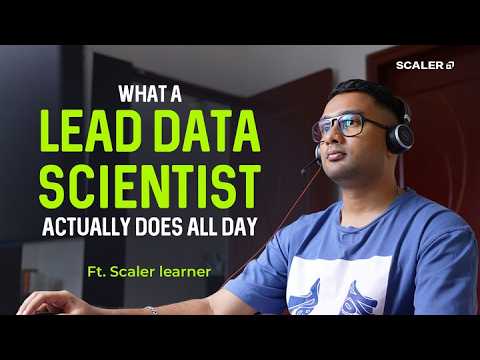 SCALER
WHAT A
LEAD DATA
SCIENTIST
ACTUALLY DOES ALL DAY
Ft. Scaler learner